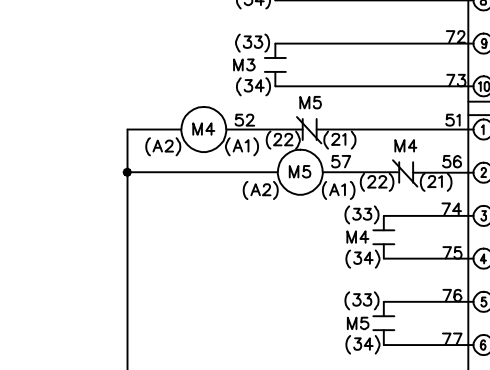 (34) 8
(33) 72 9
M3
(34) 73 10
M5
M4 52 51 1
(A2) (A1) (22) (21)
M4
M5 57 56 2
(A2) (A1) (22) (21)
(33) 74 3
M4
(34) 75 4
(33) 76 5
M5
(34) 77 6